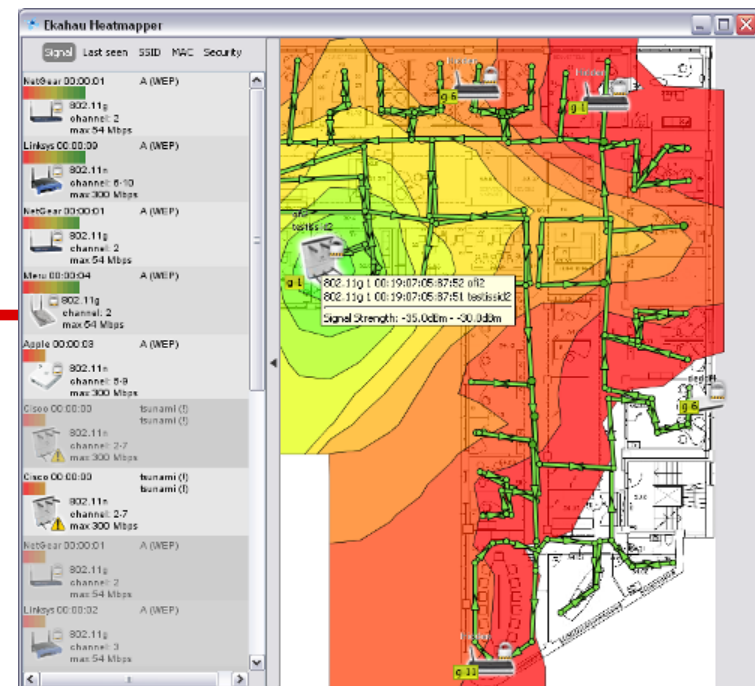 Ekahau Heatmapper
Signal Last seen SSID MAC Security
NetGear 00:00:01 A (WEP)
802.11g
channel: 2
max 54 Mbps
Linksys 00:00:09 A (WEP)
802.11n
channel: 6-10
max 300 Mbps
NetGear 00:00:01 A (WEP)
802.11g
channel: 2
max 54 Mbps
Meru 00:00:04 A (WEP)
802.11g
channel: 2
max 54 Mbps
Apple 00:00:03 A (WEP)
802.11n
channel: 5-9
max 300 Mbps
Cisco 00:00:00 tsunami (!)
tsunami (!)
802.11n
channel: 2-7
max 300 Mbps
Cisco 00:00:00 tsunami (!)
tsunami (!)
802.11n
channel: 2-7
max 300 Mbps
NetGear 00:00:01 A (WEP)
802.11g
channel: 2
max 54 Mbps
Linksys 00:00:02 A (WEP)
802.11g
channel: 3
max 54 Mbps
g 6
g 1
testissid2
g 1
802.11g 1 00:19:07:05:87:52 ofi2
802.11g 1 00:19:07:05:87:51 testissid2
Signal Strength: -35.0dBm - -30.0dBm
g 6
g 11